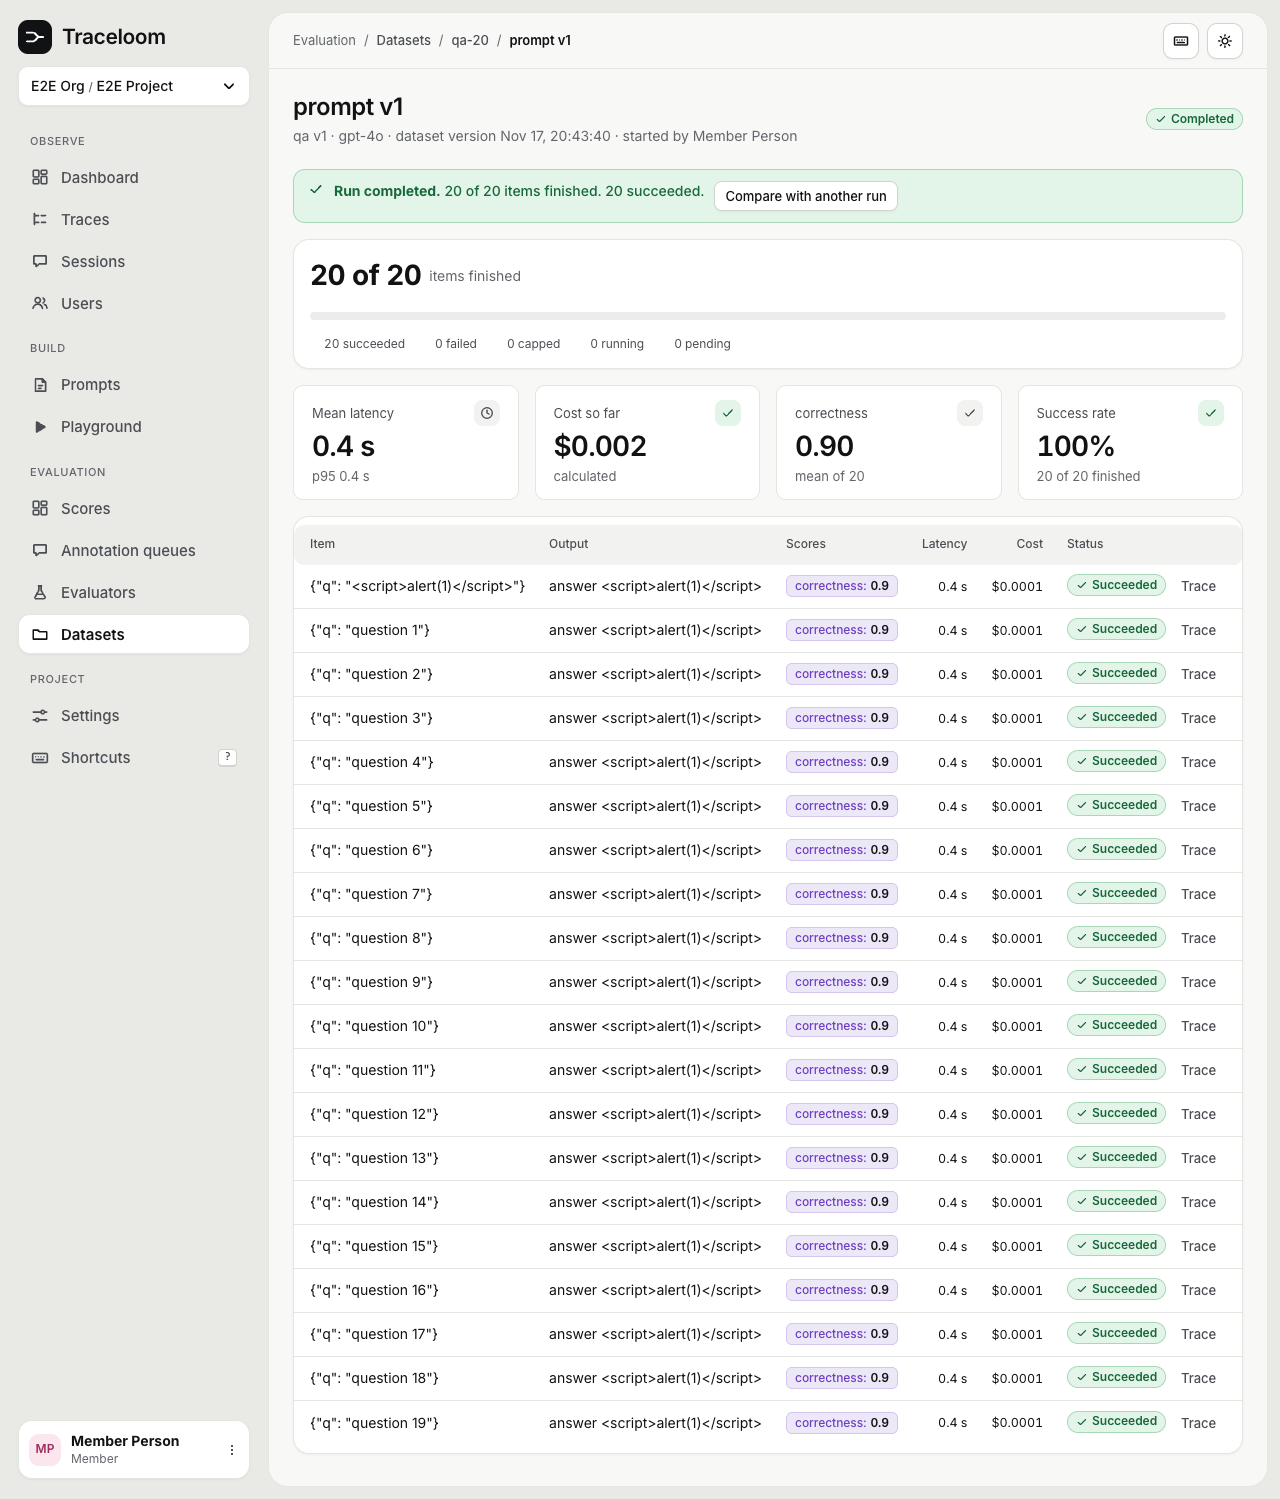 Traceloom
E2E Org / E2E Project
OBSERVE
Dashboard
Traces
Sessions
Users
BUILD
Prompts
Playground
EVALUATION
Scores
Annotation queues
Evaluators
Datasets
PROJECT
Settings
Shortcuts ?
MP Member Person
Member
Evaluation / Datasets / qa-20 / prompt v1
prompt v1
qa v1 · gpt-4o · dataset version Nov 17, 20:43:40 · started by Member Person
Completed
Run completed. 20 of 20 items finished. 20 succeeded. Compare with another run
20 of 20 items finished
20 succeeded 0 failed 0 capped 0 running 0 pending
Mean latency
0.4 s
p95 0.4 s
Cost so far
$0.002
calculated
correctness
0.90
mean of 20
Success rate
100%
20 of 20 finished
Item Output Scores Latency Cost Status
{"q": "<script>alert(1)</script>"} answer <script>alert(1)</script> correctness: 0.9 0.4 s $0.0001 Succeeded Trace
{"q": "question 1"} answer <script>alert(1)</script> correctness: 0.9 0.4 s $0.0001 Succeeded Trace
{"q": "question 2"} answer <script>alert(1)</script> correctness: 0.9 0.4 s $0.0001 Succeeded Trace
{"q": "question 3"} answer <script>alert(1)</script> correctness: 0.9 0.4 s $0.0001 Succeeded Trace
{"q": "question 4"} answer <script>alert(1)</script> correctness: 0.9 0.4 s $0.0001 Succeeded Trace
{"q": "question 5"} answer <script>alert(1)</script> correctness: 0.9 0.4 s $0.0001 Succeeded Trace
{"q": "question 6"} answer <script>alert(1)</script> correctness: 0.9 0.4 s $0.0001 Succeeded Trace
{"q": "question 7"} answer <script>alert(1)</script> correctness: 0.9 0.4 s $0.0001 Succeeded Trace
{"q": "question 8"} answer <script>alert(1)</script> correctness: 0.9 0.4 s $0.0001 Succeeded Trace
{"q": "question 9"} answer <script>alert(1)</script> correctness: 0.9 0.4 s $0.0001 Succeeded Trace
{"q": "question 10"} answer <script>alert(1)</script> correctness: 0.9 0.4 s $0.0001 Succeeded Trace
{"q": "question 11"} answer <script>alert(1)</script> correctness: 0.9 0.4 s $0.0001 Succeeded Trace
{"q": "question 12"} answer <script>alert(1)</script> correctness: 0.9 0.4 s $0.0001 Succeeded Trace
{"q": "question 13"} answer <script>alert(1)</script> correctness: 0.9 0.4 s $0.0001 Succeeded Trace
{"q": "question 14"} answer <script>alert(1)</script> correctness: 0.9 0.4 s $0.0001 Succeeded Trace
{"q": "question 15"} answer <script>alert(1)</script> correctness: 0.9 0.4 s $0.0001 Succeeded Trace
{"q": "question 16"} answer <script>alert(1)</script> correctness: 0.9 0.4 s $0.0001 Succeeded Trace
{"q": "question 17"} answer <script>alert(1)</script> correctness: 0.9 0.4 s $0.0001 Succeeded Trace
{"q": "question 18"} answer <script>alert(1)</script> correctness: 0.9 0.4 s $0.0001 Succeeded Trace
{"q": "question 19"} answer <script>alert(1)</script> correctness: 0.9 0.4 s $0.0001 Succeeded Trace